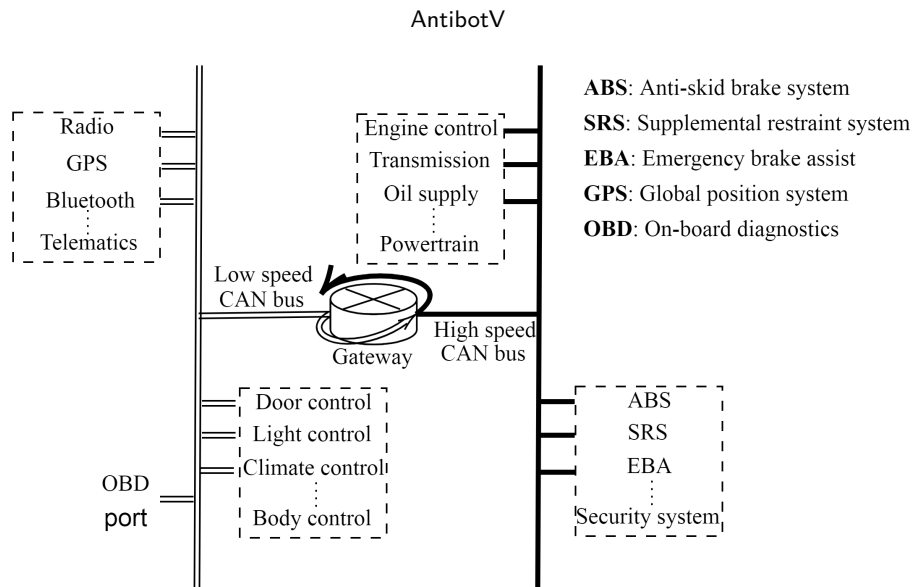 AntibotV
Radio
GPS
Bluetooth
Telematics
Engine control
Transmission
Oil supply
Powertrain
ABS: Anti-skid brake system
SRS: Supplemental restraint system
EBA: Emergency brake assist
GPS: Global position system
OBD: On-board diagnostics
Low speed
CAN bus
Gateway
High speed
CAN bus
Door control
Light control
Climate control
Body control
OBD
port
ABS
SRS
EBA
Security system